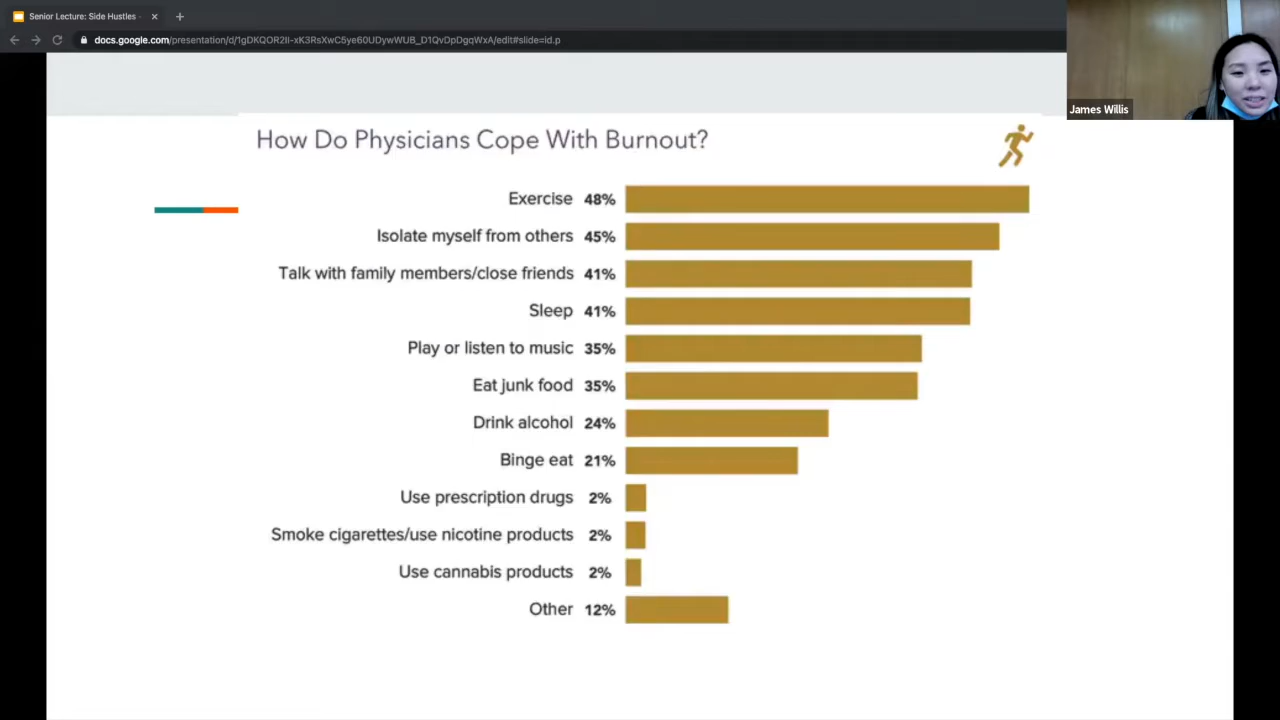 Senior Lecture: Side Hustles
docs.google.com/presentation/d/1gDKQOR2II-xK3RsXwC5ye60UDywWUB_D1QvDpDgqWxA/edit#slide=id.p
James Willis
How Do Physicians Cope With Burnout?
Exercise 48%
Isolate myself from others 45%
Talk with family members/close friends 41%
Sleep 41%
Play or listen to music 35%
Eat junk food 35%
Drink alcohol 24%
Binge eat 21%
Use prescription drugs 2%
Smoke cigarettes/use nicotine products 2%
Use cannabis products 2%
Other 12%